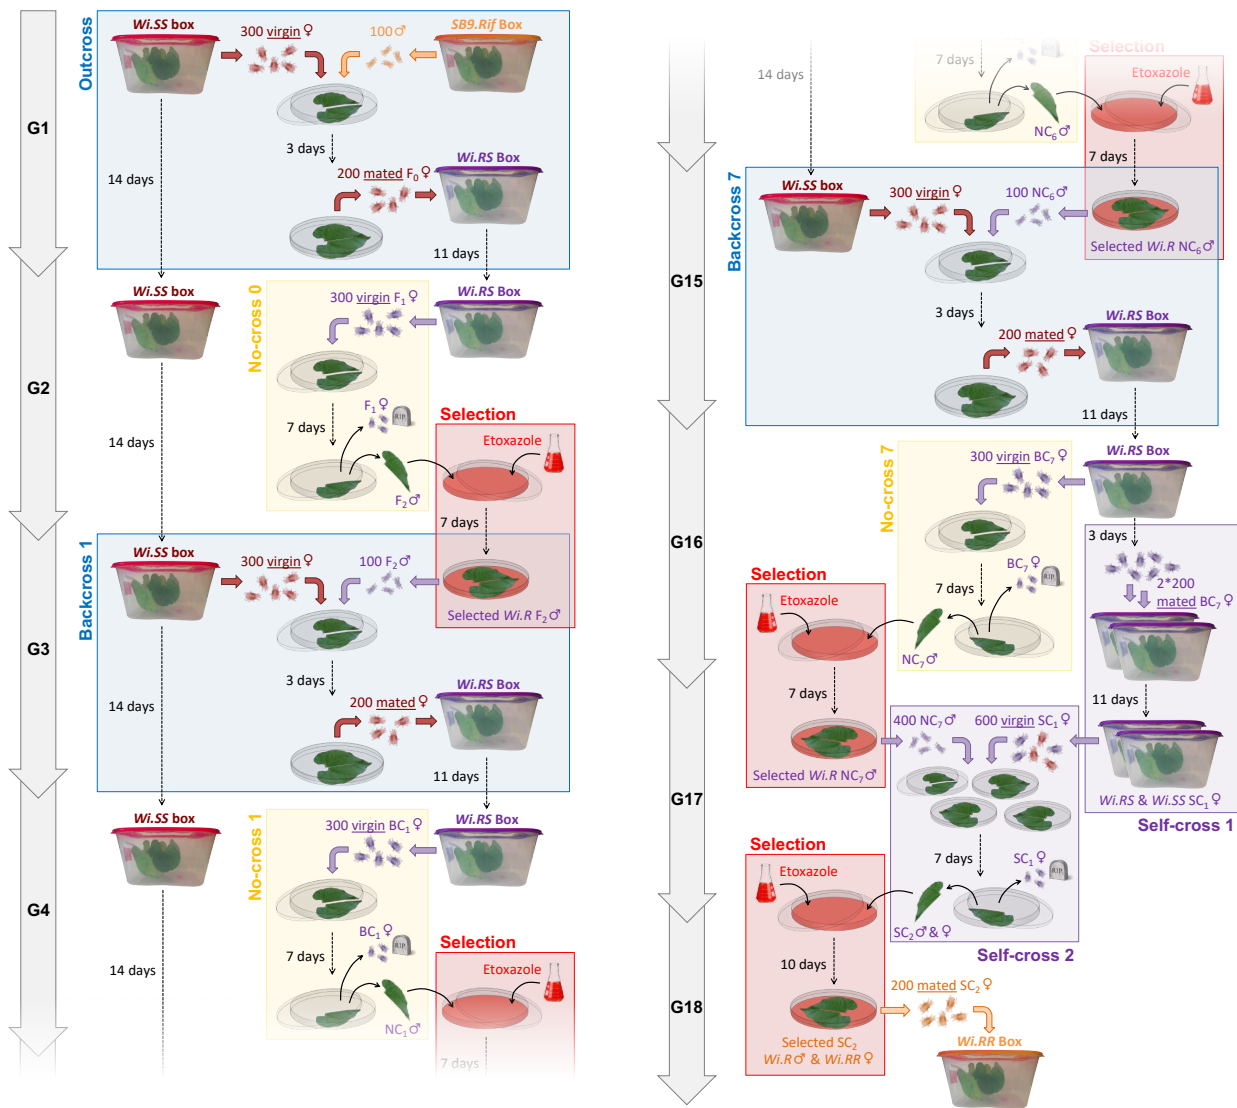 G1
G2
G3
G4
Outcross
Wi.SS box
300 virgin ♀
100 ♂
SB9.Rif Box
3 days
14 days
200 mated F0 ♀
Wi.RS Box
11 days
Wi.SS box
No-cross 0
300 virgin F1 ♀
Wi.RS Box
F1 ♀
R.I.P.
7 days
14 days
F2 ♂
Selection
Etoxazole
7 days
Backcross 1
Wi.SS box
300 virgin ♀
100 F2 ♂
Selected Wi.R F2 ♂
3 days
14 days
200 mated ♀
Wi.RS Box
11 days
Wi.SS box
No-cross 1
300 virgin BC1 ♀
Wi.RS Box
BC1 ♀
R.I.P.
7 days
14 days
NC1 ♂
Selection
Etoxazole
7 days
G15
G16
G17
G18
14 days
7 days
R.I.P.
NC6 ♂
Selection
Etoxazole
7 days
Backcross 7
Wi.SS box
300 virgin ♀
100 NC6 ♂
Selected Wi.R NC6 ♂
3 days
200 mated ♀
Wi.RS Box
11 days
No-cross 7
300 virgin BC7 ♀
Wi.RS Box
BC7 ♀
R.I.P.
7 days
NC7 ♂
3 days
2*200
mated BC7 ♀
11 days
Wi.RS & Wi.SS SC1 ♀
Self-cross 1
Selection
Etoxazole
7 days
Selected Wi.R NC7 ♂
400 NC7 ♂
600 virgin SC1 ♀
7 days
SC1 ♀
R.I.P.
SC2 ♂ & ♀
Self-cross 2
Selection
Etoxazole
10 days
Selected SC2
Wi.R ♂ & Wi.RR ♀
200 mated SC2 ♀
Wi.RR Box